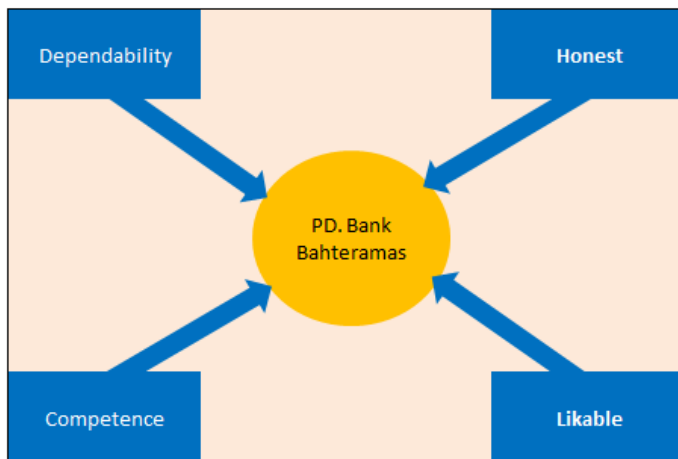 Dependability
Honest
PD. Bank
Bahteramas
Competence
Likable